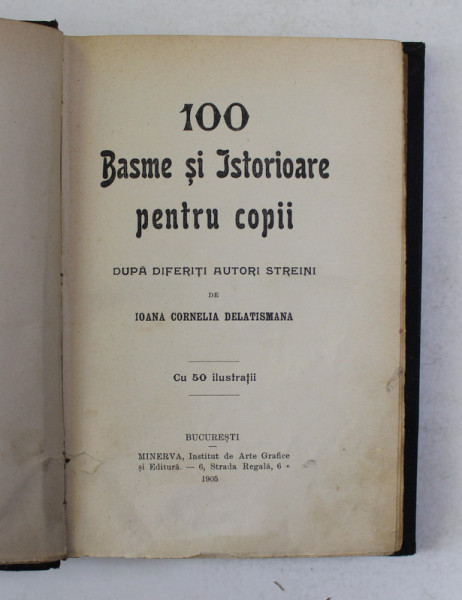 100
Basme și Istorioare
pentru copii
DUPĂ DIFERIȚI AUTORI STREINI
DE
IOANA CORNELIA DELATISMANA
Cu 50 ilustrații
BUCUREȘTI
MINERVA, Institut de Arte Grafice
și Editură. — 6, Strada Regală, 6 •
1905